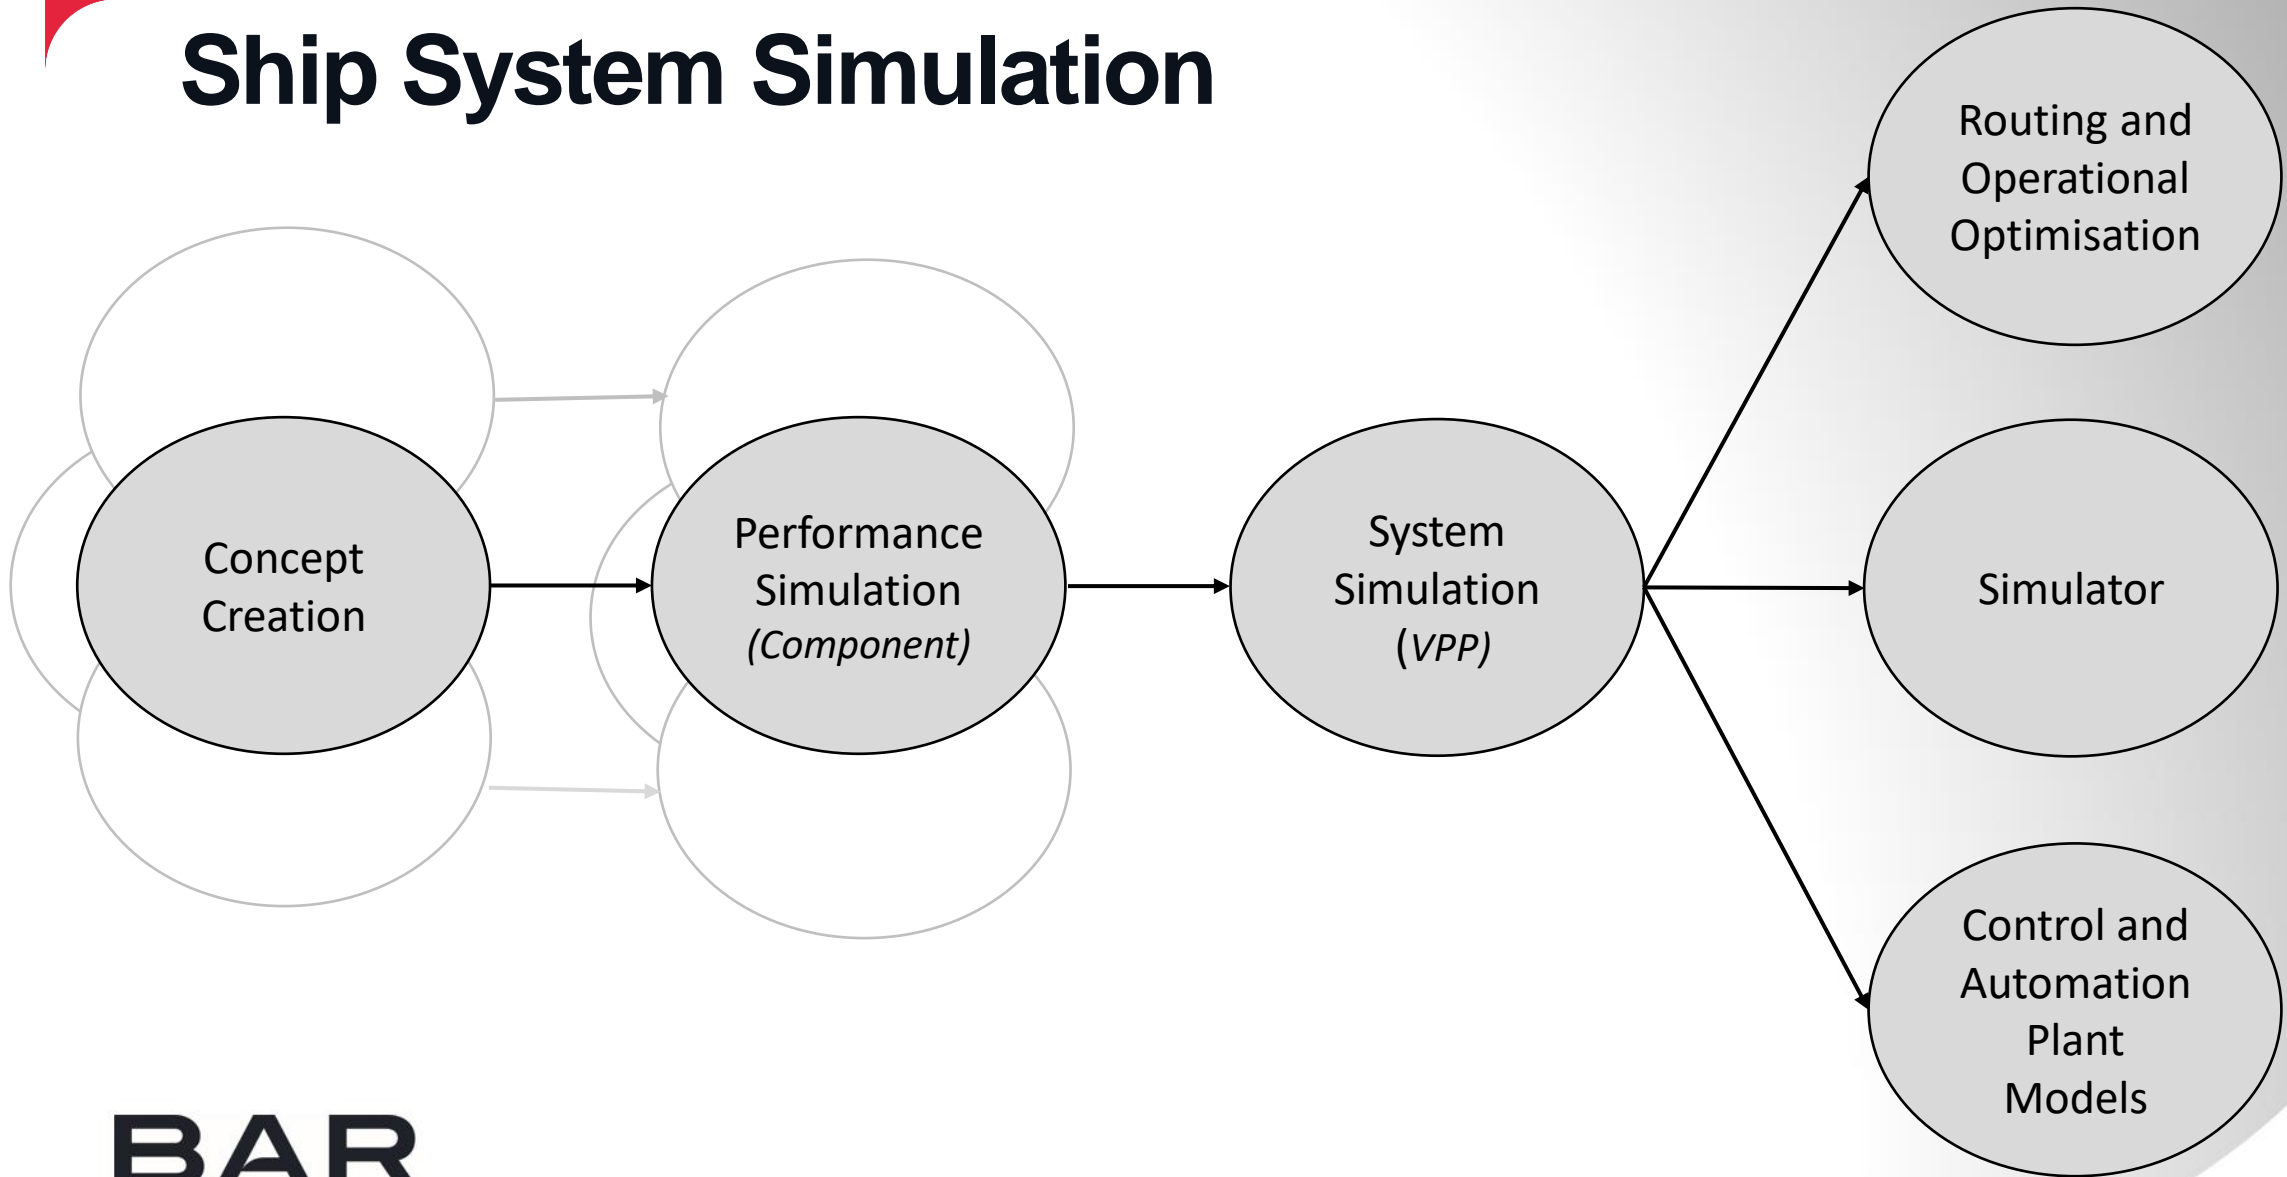 Ship System Simulation
Concept
Creation
Performance
Simulation
(Component)
System
Simulation
(VPP)
Routing and
Operational
Optimisation
Simulator
Control and
Automation
Plant
Models
BAR